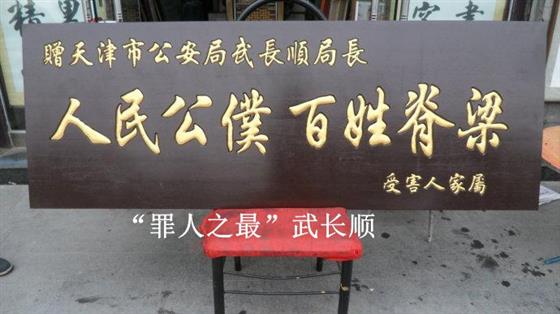 贈天津市公安局武長順局長
人民公僕 百姓脊梁
受害人家属
“罪人之最”武长顺